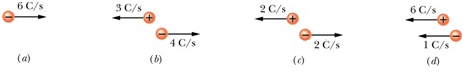 6 C/s
−
(a)
3 C/s
+
−
4 C/s
(b)
2 C/s
+
−
2 C/s
(c)
6 C/s
+
−
1 C/s
(d)